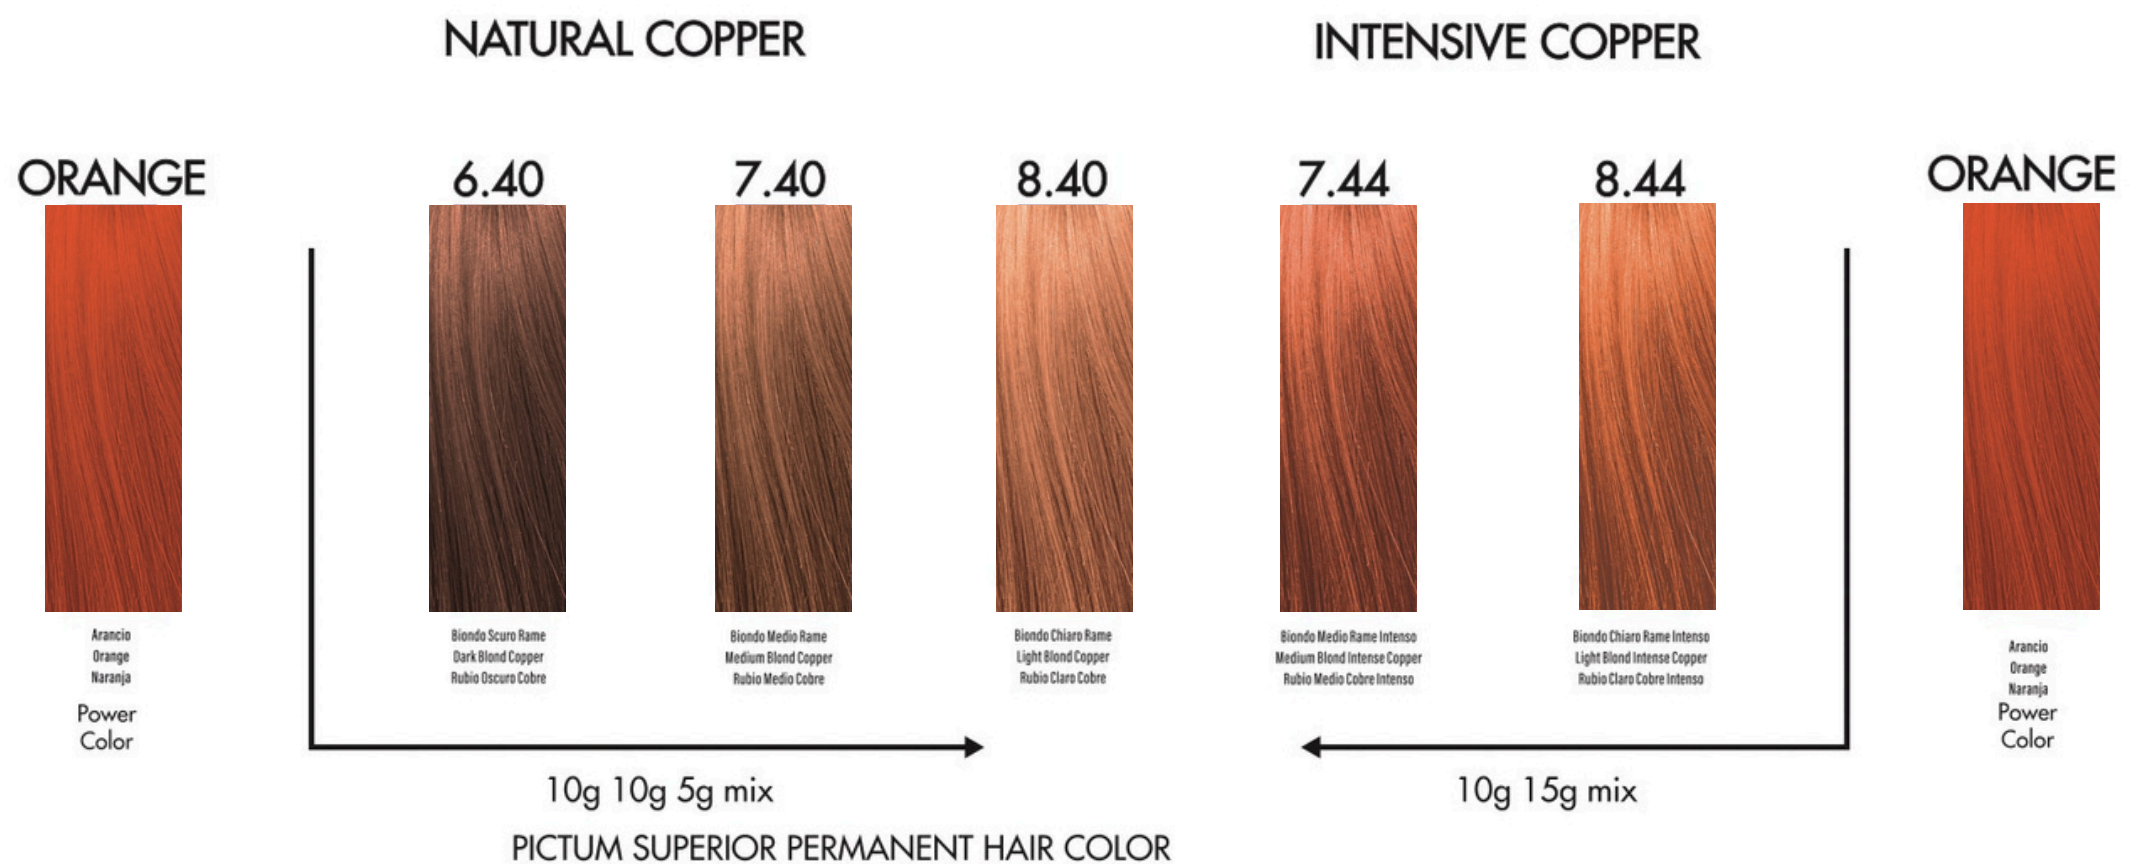 NATURAL COPPER
INTENSIVE COPPER
ORANGE
6.40
7.40
8.40
7.44
8.44
ORANGE
Arancio
Orange
Naranja
Power
Color
Biondo Scuro Rame
Dark Blond Copper
Rubio Oscuro Cobre
Biondo Medio Rame
Medium Blond Copper
Rubio Medio Cobre
Biondo Chiaro Rame
Light Blond Copper
Rubio Claro Cobre
Biondo Medio Rame Intenso
Medium Blond Intense Copper
Rubio Medio Cobre Intenso
Biondo Chiaro Rame Intenso
Light Blond Intense Copper
Rubio Claro Cobre Intenso
Arancio
Orange
Naranja
Power
Color
10g 10g 5g mix
10g 15g mix
PICTUM SUPERIOR PERMANENT HAIR COLOR